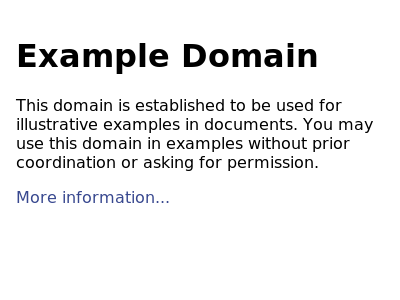 Example Domain
This domain is established to be used for
illustrative examples in documents. You may
use this domain in examples without prior
coordination or asking for permission.
More information...